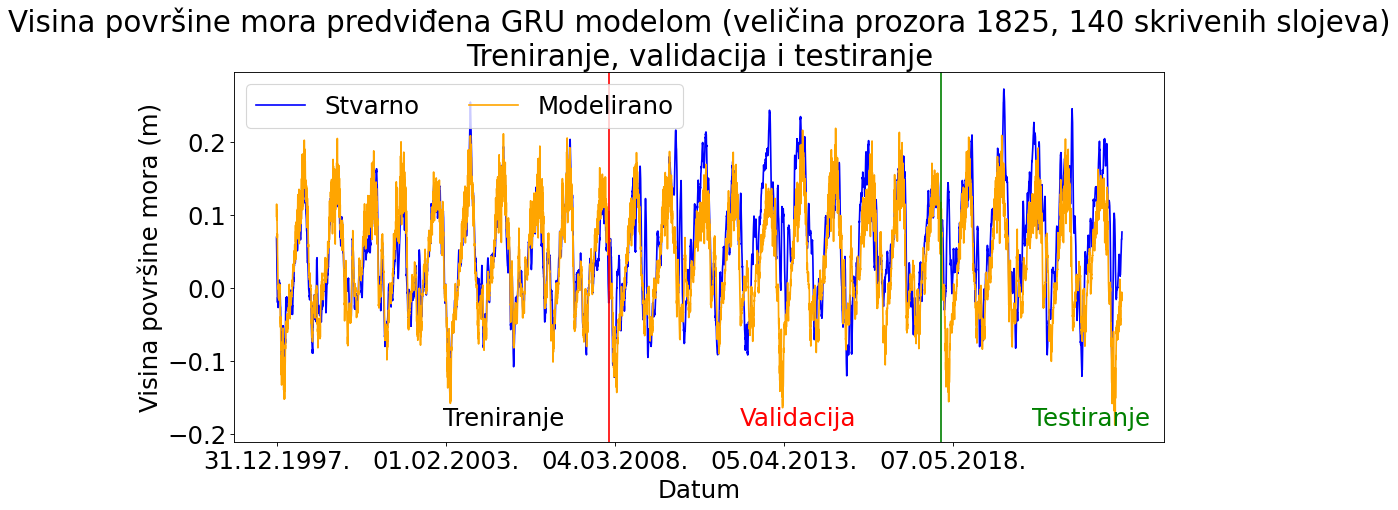 Visina površine mora predviđena GRU modelom (veličina prozora 1825, 140 skrivenih slojeva)
Treniranje, validacija i testiranje
Stvarno
Modelirano
Visina površine mora (m)
0.2
0.1
0.0
−0.1
−0.2
Treniranje
Validacija
Testiranje
31.12.1997.
01.02.2003.
04.03.2008.
05.04.2013.
07.05.2018.
Datum